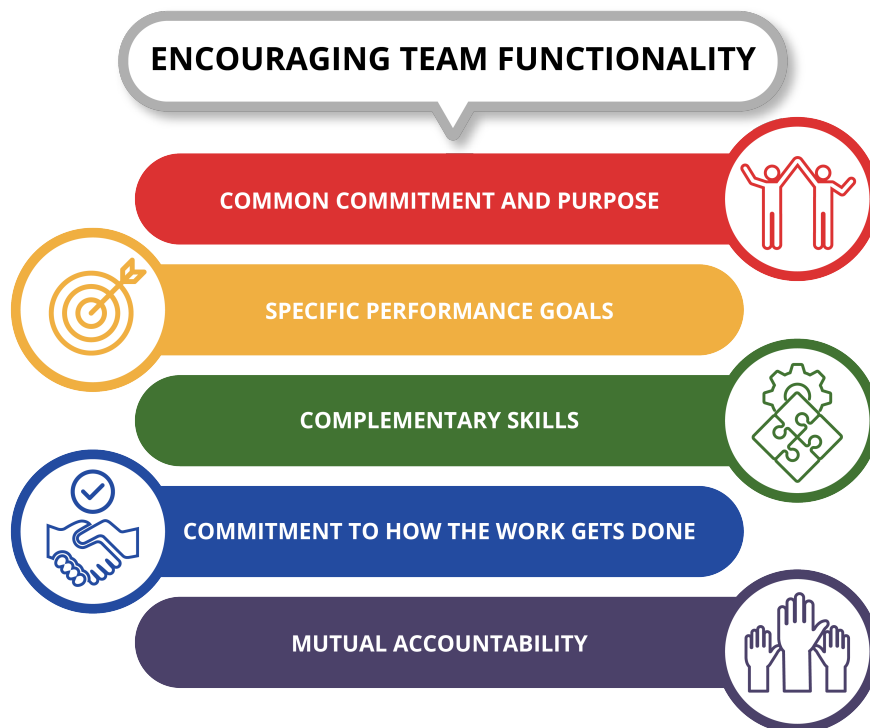 ENCOURAGING TEAM FUNCTIONALITY
COMMON COMMITMENT AND PURPOSE
SPECIFIC PERFORMANCE GOALS
COMPLEMENTARY SKILLS
COMMITMENT TO HOW THE WORK GETS DONE
MUTUAL ACCOUNTABILITY